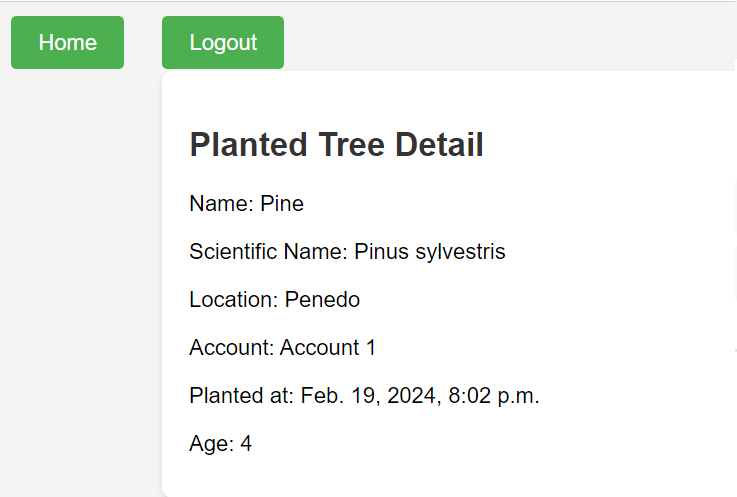 Home
Logout
Planted Tree Detail
Name: Pine
Scientific Name: Pinus sylvestris
Location: Penedo
Account: Account 1
Planted at: Feb. 19, 2024, 8:02 p.m.
Age: 4